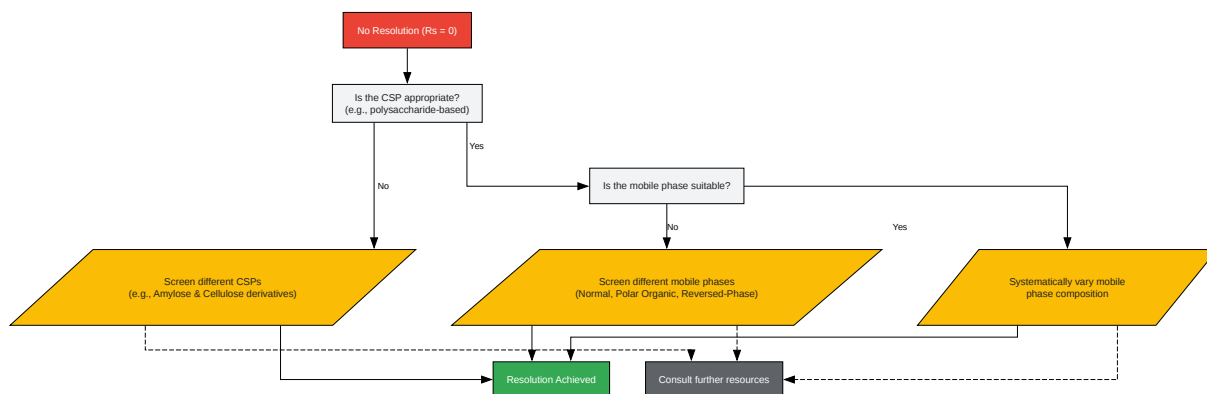 No Resolution (Rs = 0)
Is the CSP appropriate?
(e.g., polysaccharide-based)
Yes
No
Is the mobile phase suitable?
No
Yes
Screen different CSPs
(e.g., Amylose & Cellulose derivatives)
Screen different mobile phases
(Normal, Polar Organic, Reversed-Phase)
Systematically vary mobile
phase composition
Resolution Achieved
Consult further resources